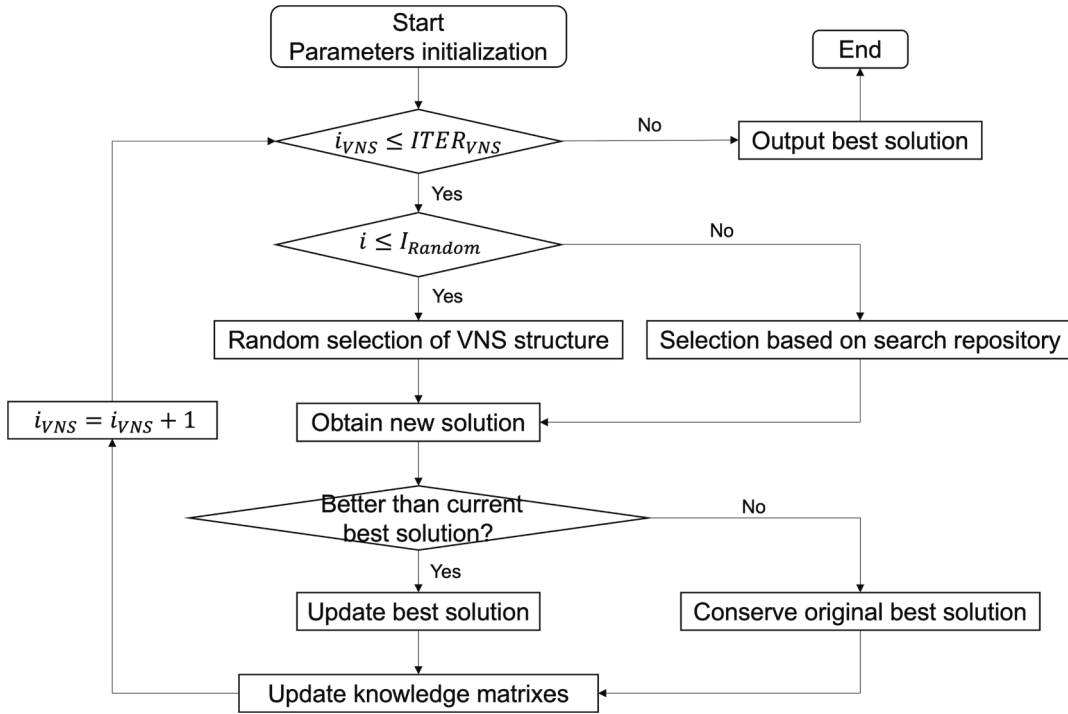 Start
Parameters initialization
End
i_VNS ≤ ITER_VNS
No
Output best solution
Yes
i ≤ I_Random
No
Yes
Random selection of VNS structure
Selection based on search repository
i_VNS = i_VNS + 1
Obtain new solution
Better than current
best solution?
No
Yes
Update best solution
Conserve original best solution
Update knowledge matrixes